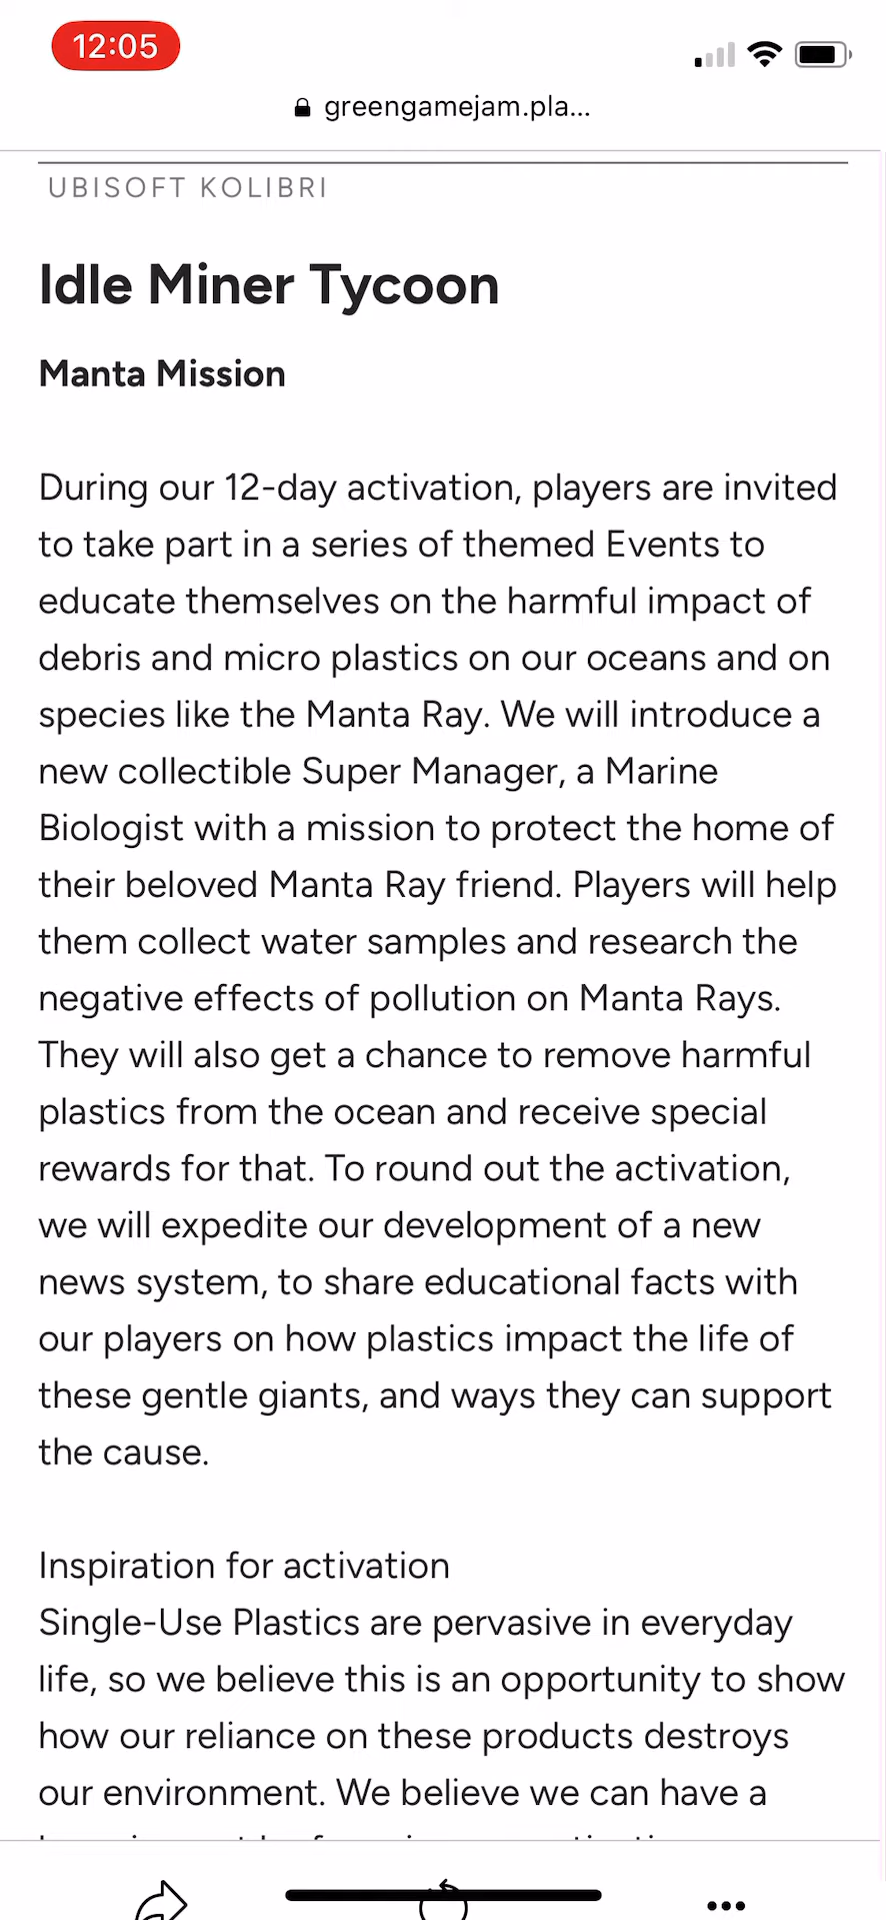 12:05
greengamejam.pla...
UBISOFT KOLIBRI
Idle Miner Tycoon
Manta Mission
During our 12-day activation, players are invited
to take part in a series of themed Events to
educate themselves on the harmful impact of
debris and micro plastics on our oceans and on
species like the Manta Ray. We will introduce a
new collectible Super Manager, a Marine
Biologist with a mission to protect the home of
their beloved Manta Ray friend. Players will help
them collect water samples and research the
negative effects of pollution on Manta Rays.
They will also get a chance to remove harmful
plastics from the ocean and receive special
rewards for that. To round out the activation,
we will expedite our development of a new
news system, to share educational facts with
our players on how plastics impact the life of
these gentle giants, and ways they can support
the cause.
Inspiration for activation
Single-Use Plastics are pervasive in everyday
life, so we believe this is an opportunity to show
how our reliance on these products destroys
our environment. We believe we can have a